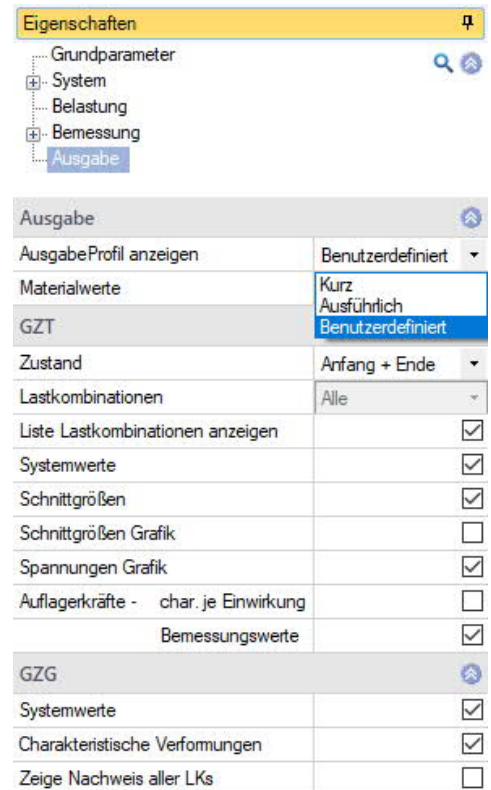 Eigenschaften
Grundparameter
System
Belastung
Bemessung
Ausgabe
Ausgabe
AusgabeProfil anzeigen Benutzerdefiniert
Materialwerte Kurz
Ausführlich
GZT Benutzerdefiniert
Zustand Anfang + Ende
Lastkombinationen Alle
Liste Lastkombinationen anzeigen
Systemwerte
Schnittgrößen
Schnittgrößen Grafik
Spannungen Grafik
Auflagerkräfte - char. je Einwirkung
Bemessungswerte
GZG
Systemwerte
Charakteristische Verformungen
Zeige Nachweis aller LKs